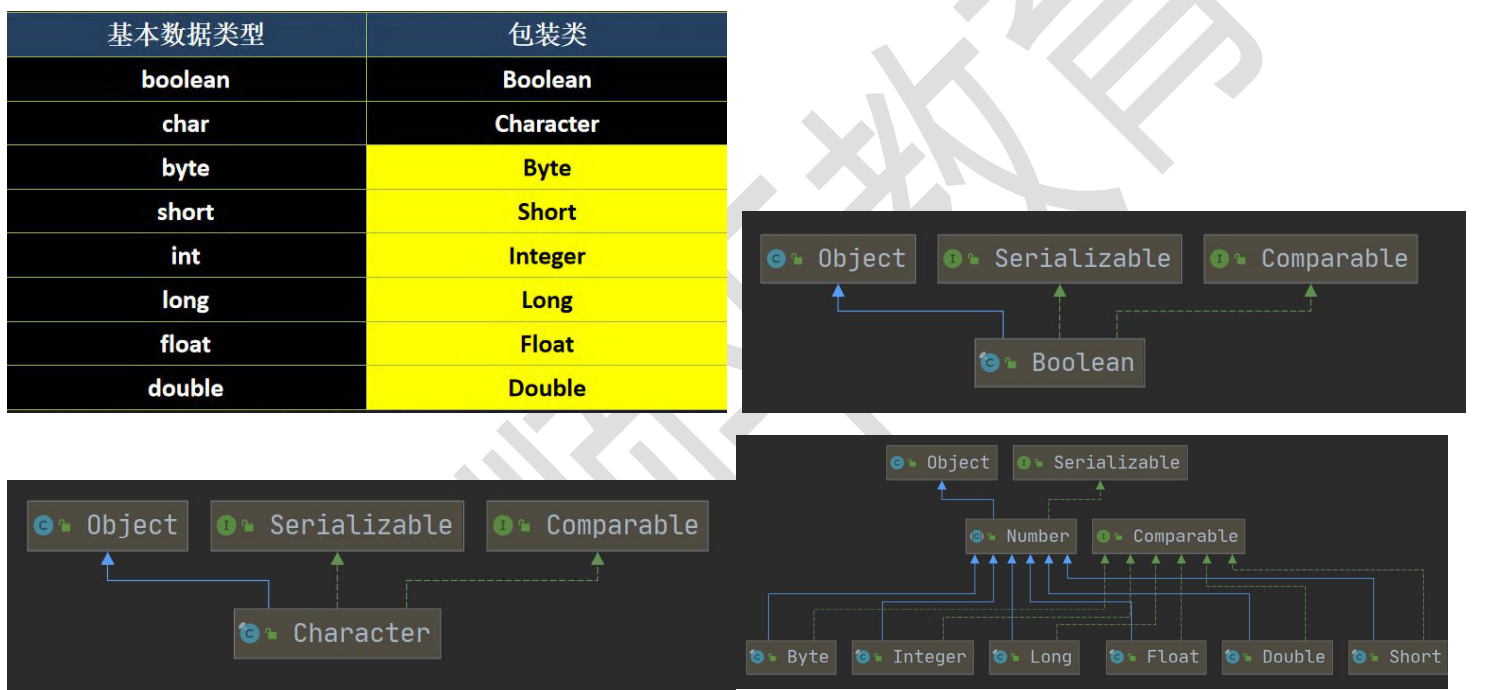 基本数据类型 包装类
boolean Boolean
char Character
byte Byte
short Short
int Integer
long Long
float Float
double Double
Object Serializable Comparable
Boolean
Object Serializable Comparable
Character
Object Serializable
Number Comparable
Byte Integer Long Float Double Short